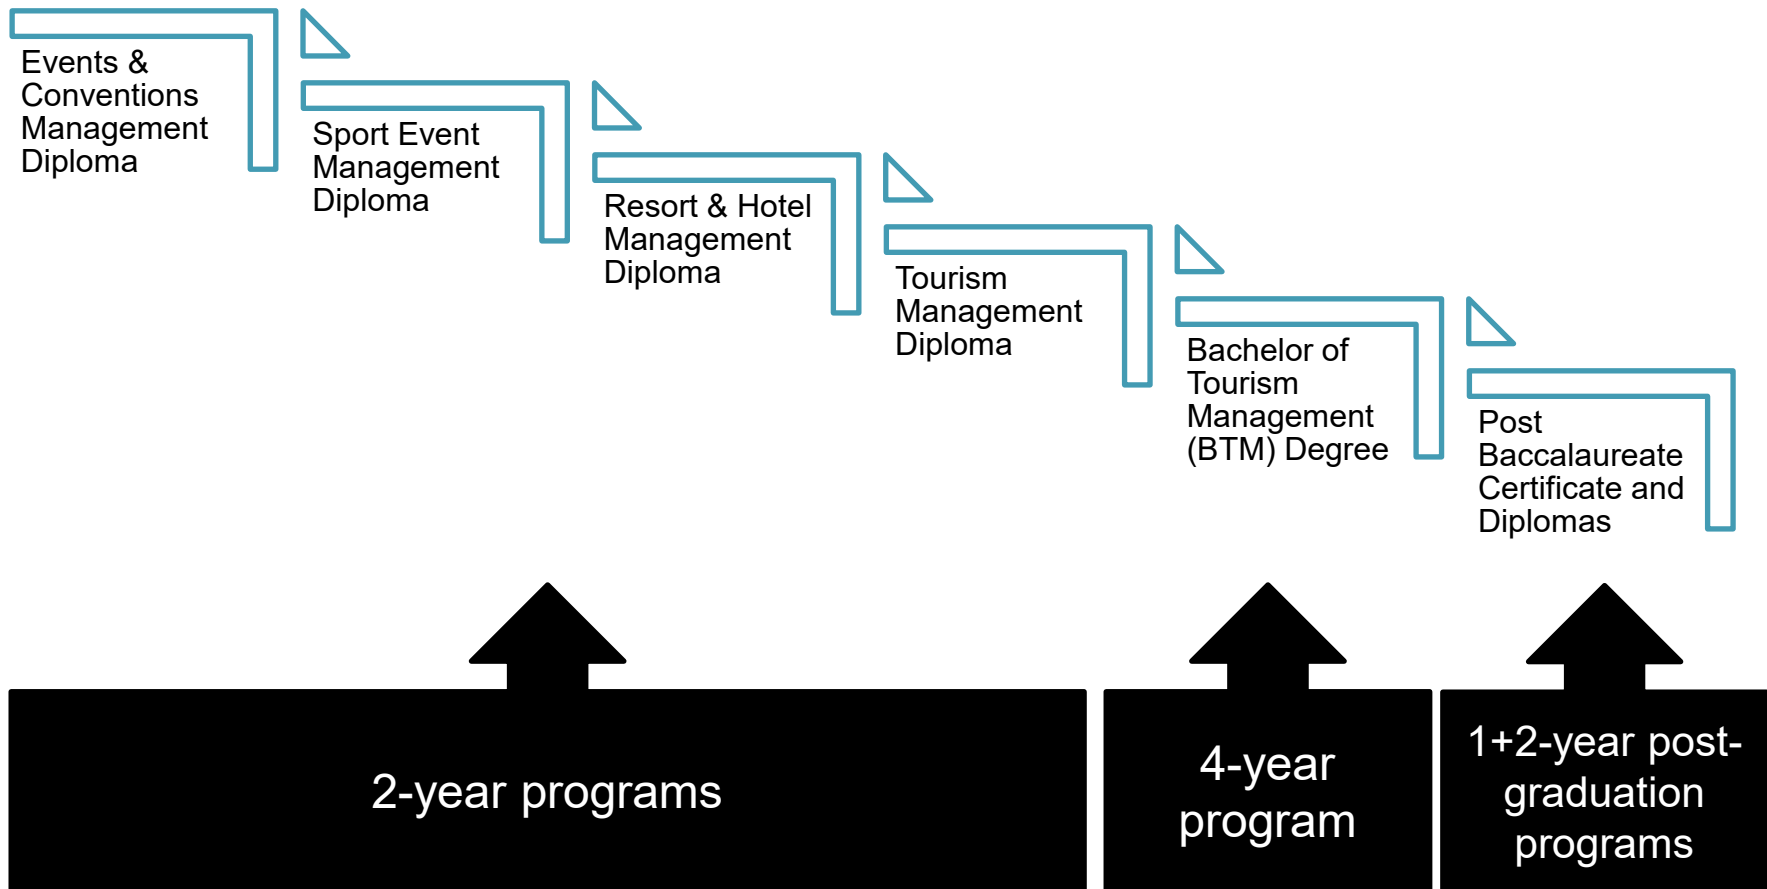 Events &
Conventions
Management
Diploma
Sport Event
Management
Diploma
Resort & Hotel
Management
Diploma
Tourism
Management
Diploma
Bachelor of
Tourism
Management
(BTM) Degree
Post
Baccalaureate
Certificate and
Diplomas
2-year programs
4-year
program
1+2-year post-
graduation
programs